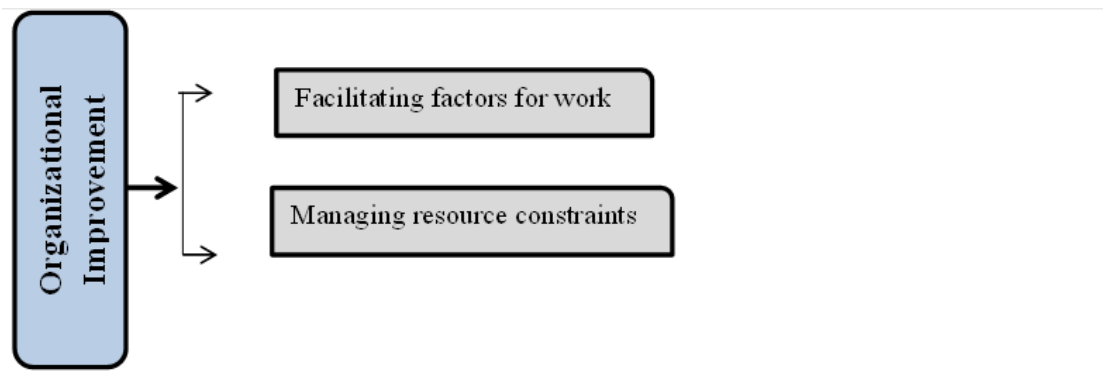 Organizational
Improvement
Facilitating factors for work
Managing resource constraints